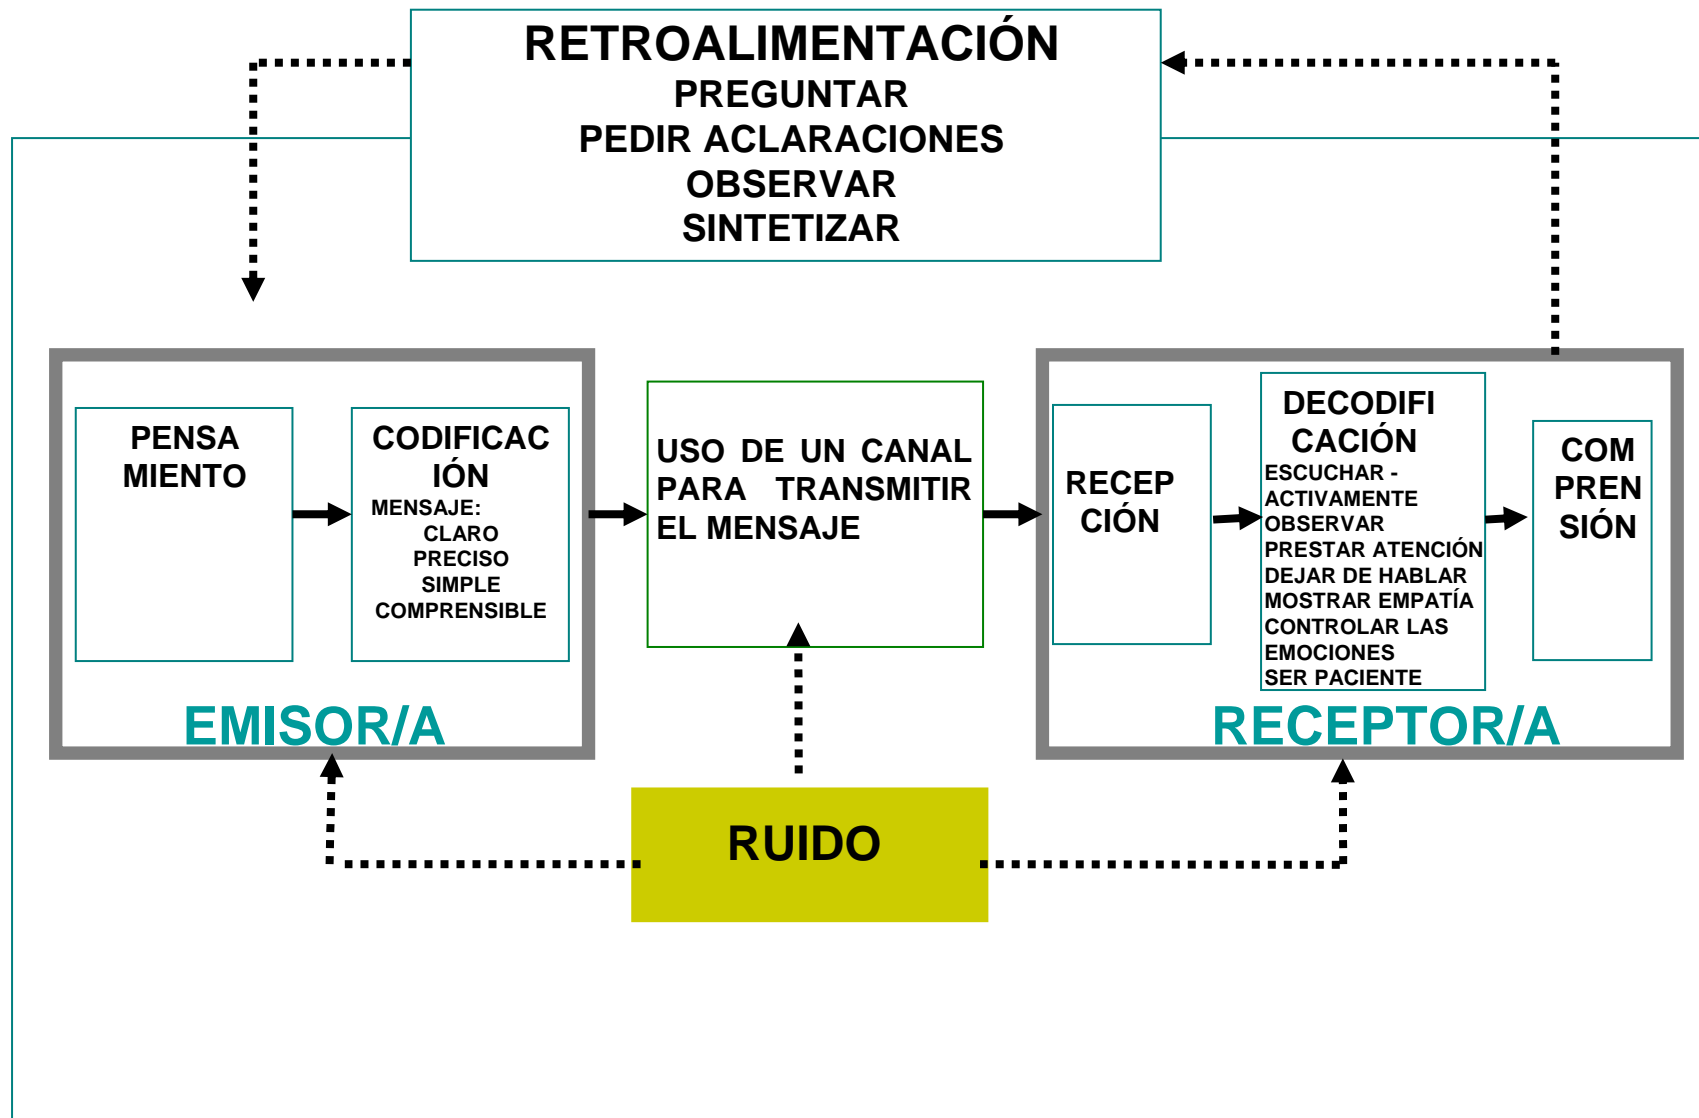 RETROALIMENTACIÓN
PREGUNTAR
PEDIR ACLARACIONES
OBSERVAR
SINTETIZAR
PENSA
MIENTO
CODIFICAC
IÓN
MENSAJE:
CLARO
PRECISO
SIMPLE
COMPRENSIBLE
EMISOR/A
USO DE UN CANAL
PARA TRANSMITIR
EL MENSAJE
RECEP
CIÓN
DECODIFI
CACIÓN
ESCUCHAR -
ACTIVAMENTE
OBSERVAR
PRESTAR ATENCIÓN
DEJAR DE HABLAR
MOSTRAR EMPATÍA
CONTROLAR LAS
EMOCIONES
SER PACIENTE
COM
PREN
SIÓN
RECEPTOR/A
RUIDO